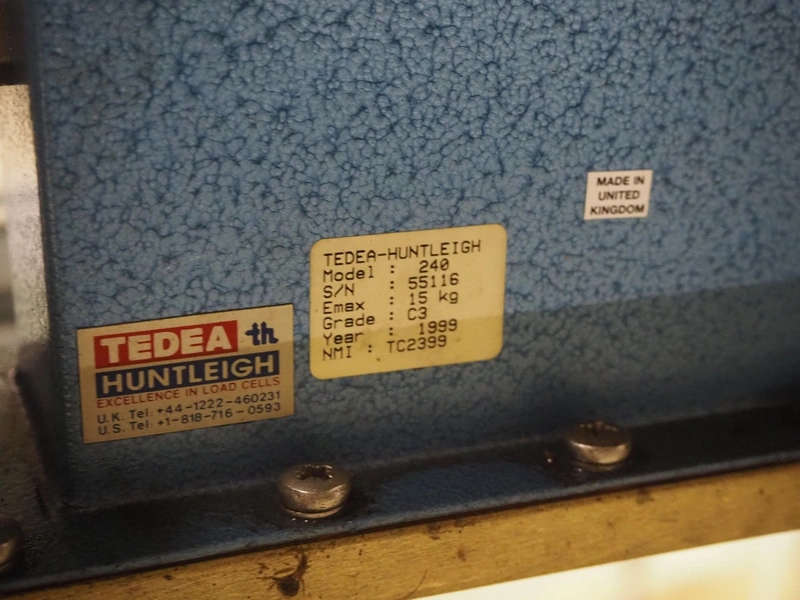 MADE IN
UNITED
KINGDOM
TEDEA-HUNTLEIGH
Model : 240
S/N : 55116
Emax : 15 kg
Grade : C3
Year : 1999
NMI : TC2399
TEDEA th
HUNTLEIGH
EXCELLENCE IN LOAD CELLS
U.K. Tel: +44-1222-460231
U.S. Tel: +1-818-716-0593